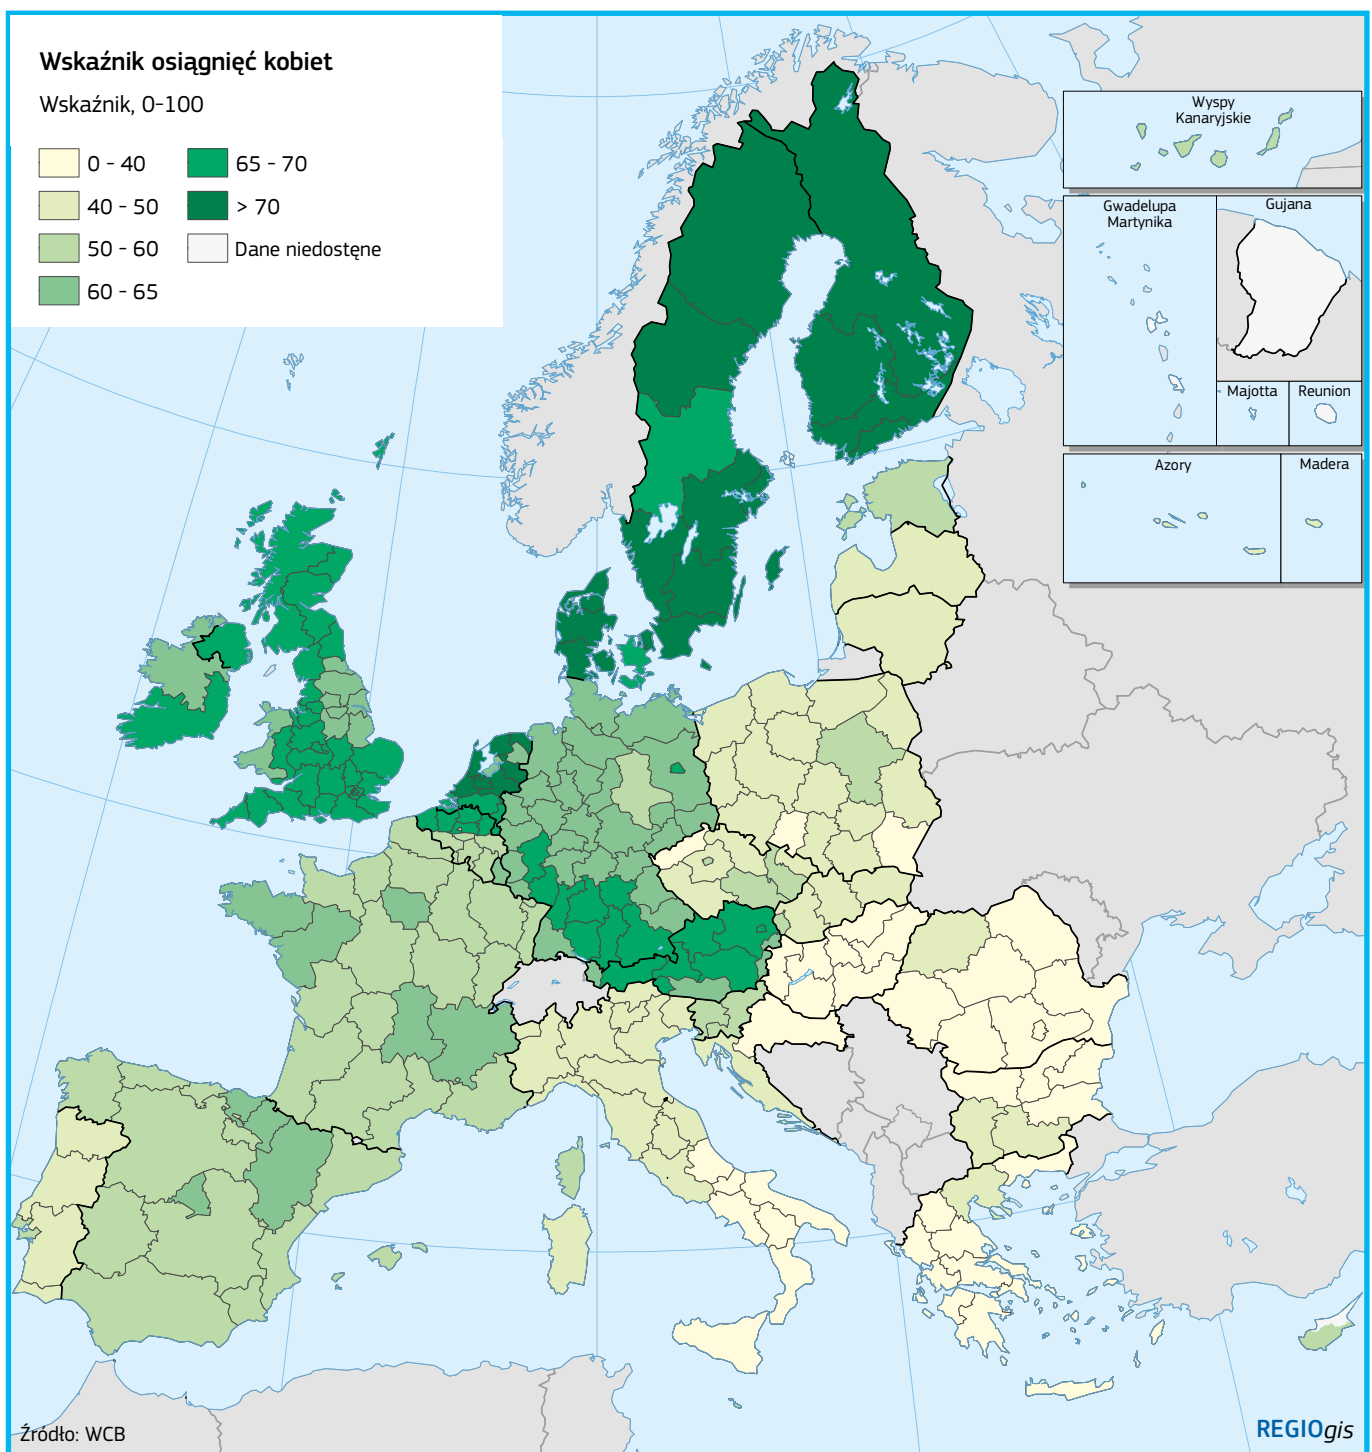 Wskaźnik osiągnięć kobiet
Wskaźnik, 0-100
0 - 40
40 - 50
50 - 60
60 - 65
65 - 70
> 70
Dane niedostęne
Wyspy
Kanaryjskie
Gwadelupa
Martynika
Gujana
Majotta
Reunion
Azory
Madera
Źródło: WCB
REGIOgis